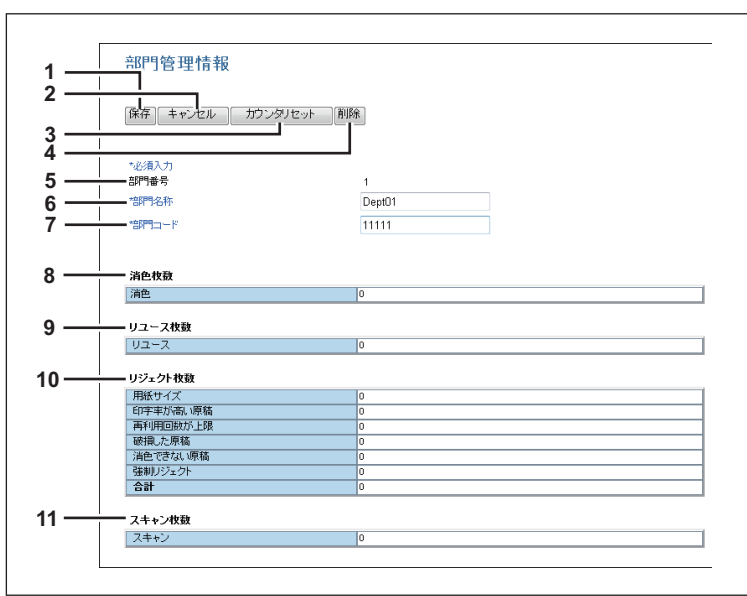 部門管理情報
1
2
保存 キャンセル カウンタリセット 削除
3
4
*必須入力
5 部門番号 1
6 *部門名称 Dept01
7 *部門コード 11111
8 消色枚数
消色 0
9 リユース枚数
リユース 0
10 リジェクト枚数
用紙サイズ 0
印字率が高い原稿 0
再利用回数が上限 0
破損した原稿 0
消色できない原稿 0
強制リジェクト 0
合計 0
11 スキャン枚数
スキャン 0